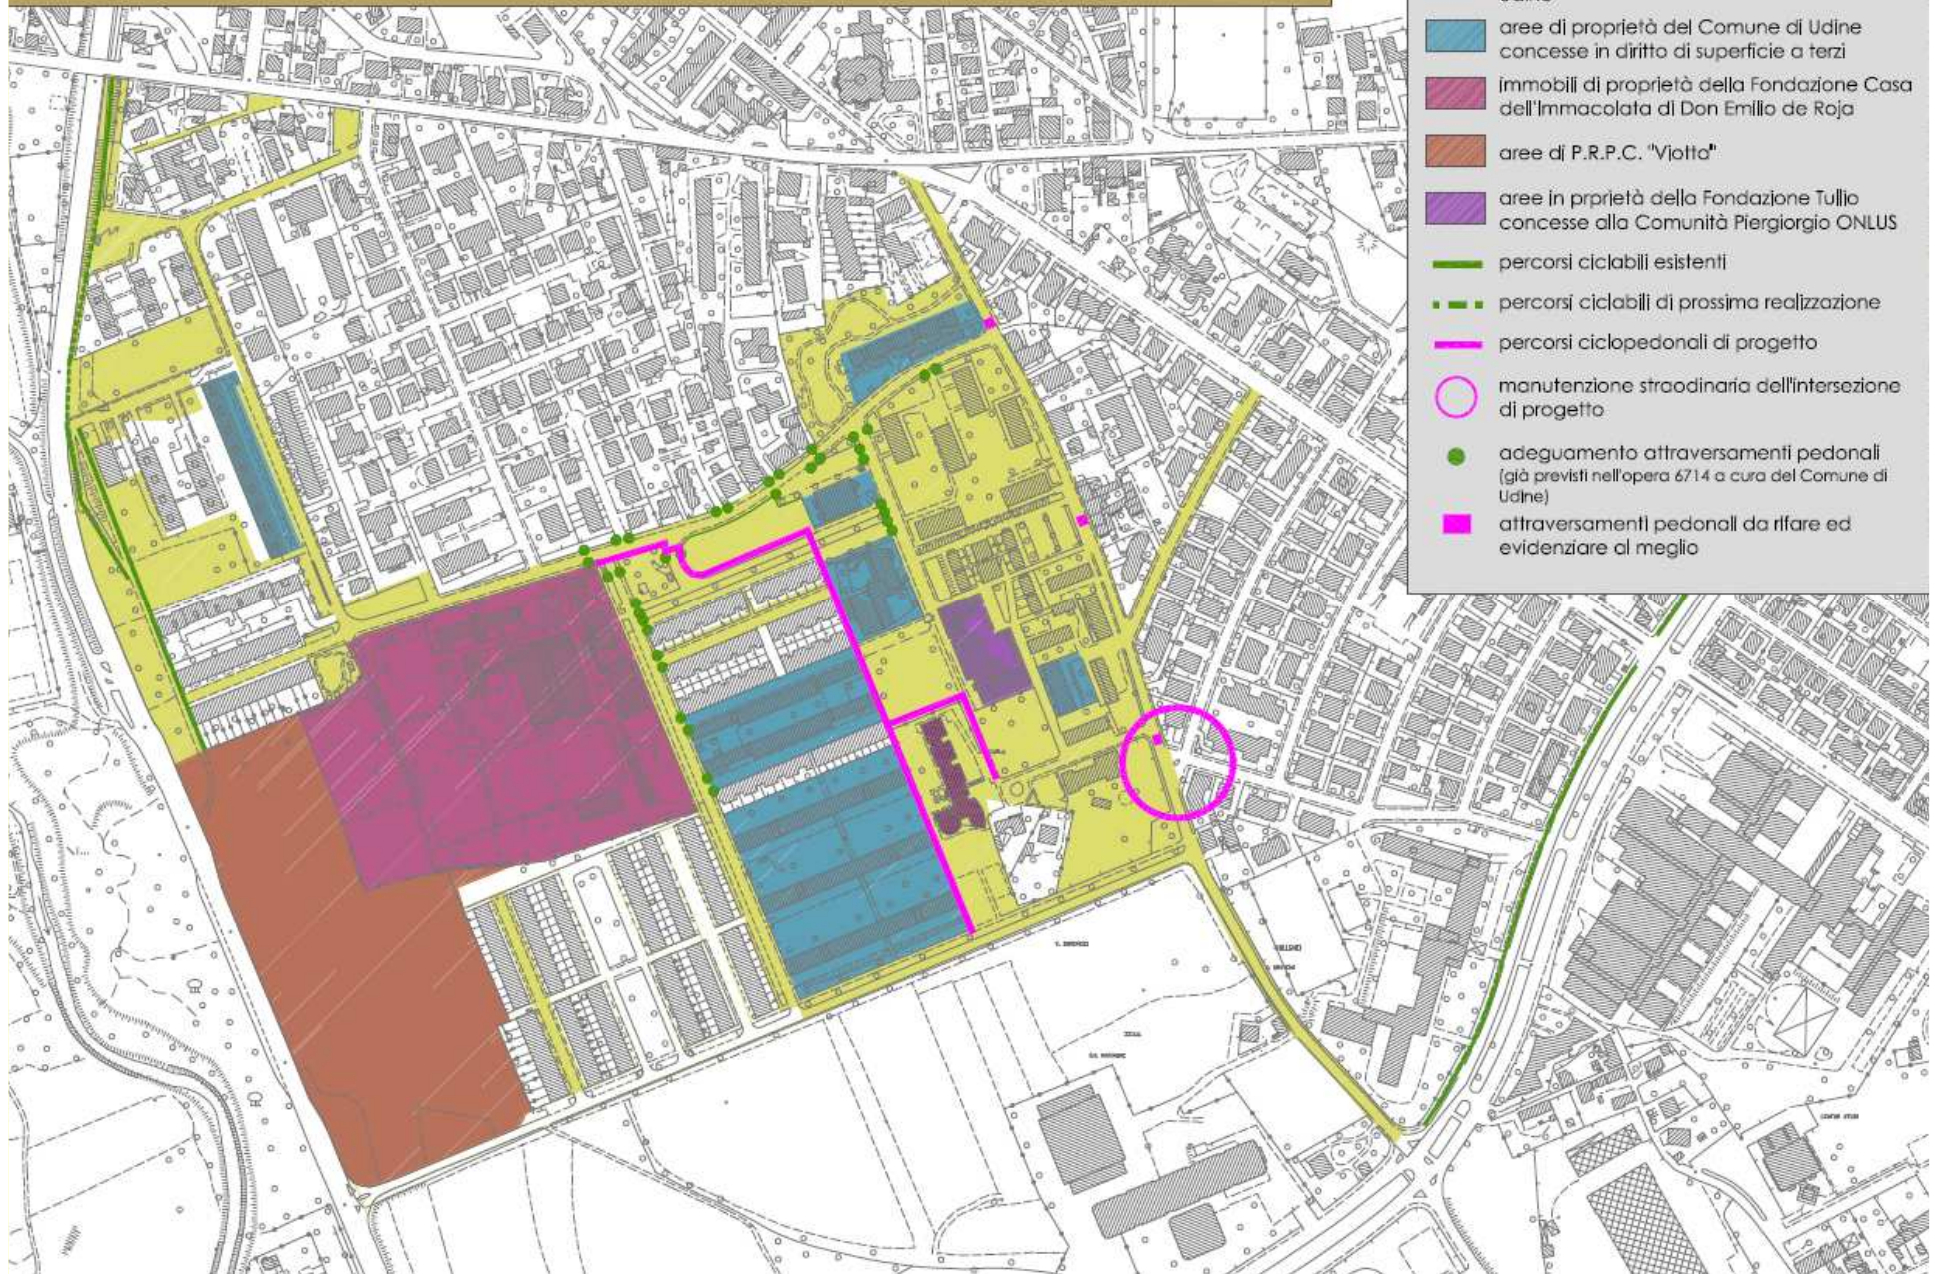 aree di proprietà del Comune di Udine
concesse in diritto di superficie a terzi
immobili di proprietà della Fondazione Casa
dell'Immacolata di Don Emilio de Roja
aree di P.R.P.C. "Viotta"
aree in prprietà della Fondazione Tullio
concesse alla Comunità Piergiorgio ONLUS
percorsi ciclabili esistenti
percorsi ciclabili di prossima realizzazione
percorsi ciclopedonali di progetto
manutenzione straodinaria dell'intersezione
di progetto
adeguamento attraversamenti pedonali
(già previsti nell'opera 6714 a cura del Comune di
Udine)
attraversamenti pedonali da rifare ed
evidenziare al meglio